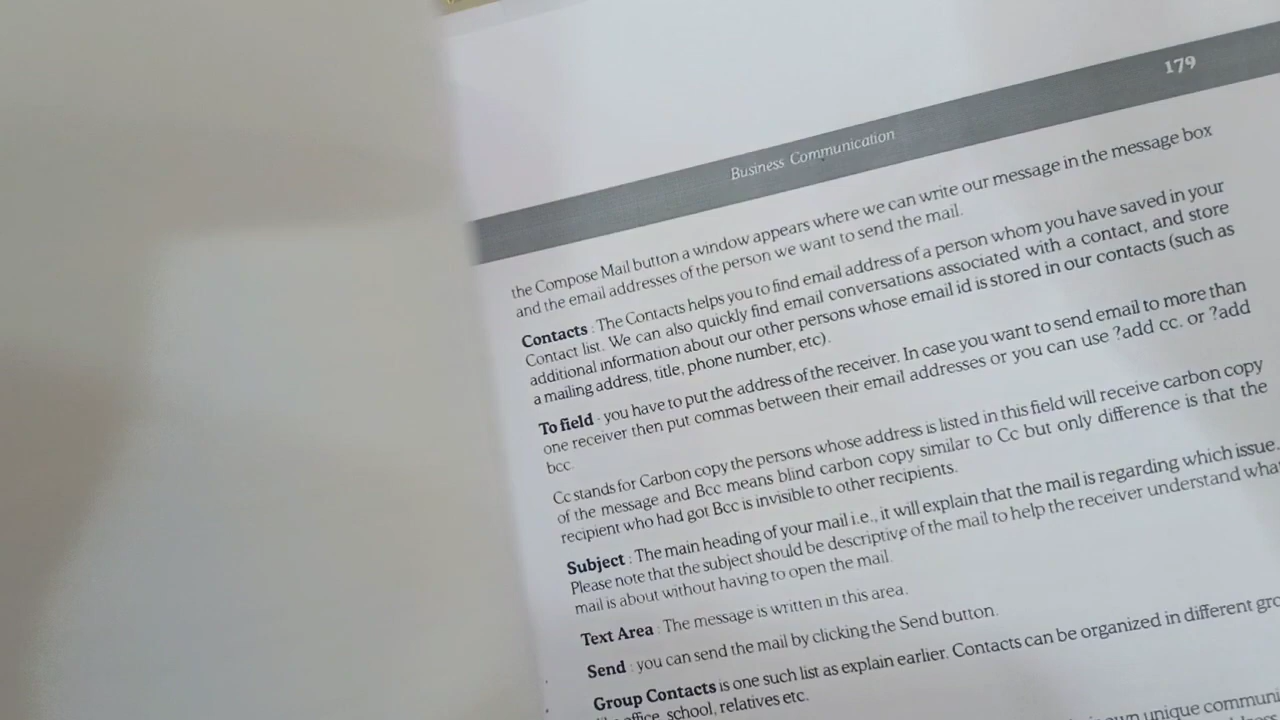 179
Business Communication
the Compose Mail button a window appears where we can write our message in the message box
and the email addresses of the person we want to send the mail.
Contacts : The Contacts helps you to find email address of a person whom you have saved in your
Contact list. We can also quickly find email conversations associated with a contact, and store
additional information about our other persons whose email id is stored in our contacts (such as
a mailing address, title, phone number, etc).
To field - you have to put the address of the receiver. In case you want to send email to more than
one receiver then put commas between their email addresses or you can use ?add cc. or ?add
bcc.
Cc stands for Carbon copy the persons whose address is listed in this field will receive carbon copy
of the message and Bcc means blind carbon copy similar to Cc but only difference is that the
recipient who had got Bcc is invisible to other recipients.
Subject : The main heading of your mail i.e., it will explain that the mail is regarding which issue.
Please note that the subject should be descriptive of the mail to help the receiver understand what
mail is about without having to open the mail.
Text Area : The message is written in this area.
Send : you can send the mail by clicking the Send button.
Group Contacts is one such list as explain earlier. Contacts can be organized in different
office, school, relatives etc.
own unique